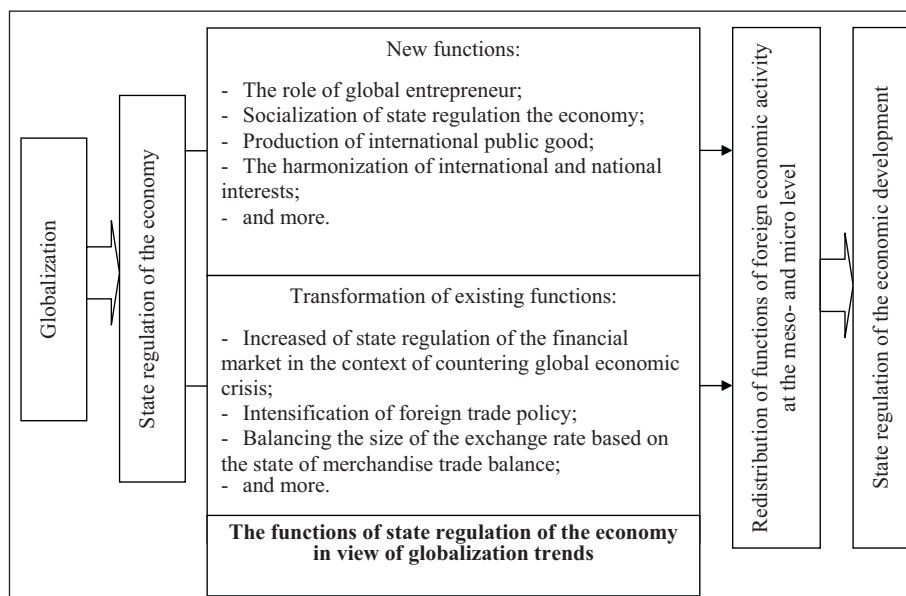 Globalization
State regulation of the economy
New functions:
- The role of global entrepreneur;
- Socialization of state regulation the economy;
- Production of international public good;
- The harmonization of international and national
interests;
- and more.
Transformation of existing functions:
- Increased of state regulation of the financial
market in the context of countering global economic
crisis;
- Intensification of foreign trade policy;
- Balancing the size of the exchange rate based on
the state of merchandise trade balance;
- and more.
The functions of state regulation of the economy
in view of globalization trends
Redistribution of functions of foreign economic activity
at the meso- and micro level
State regulation of the economic development